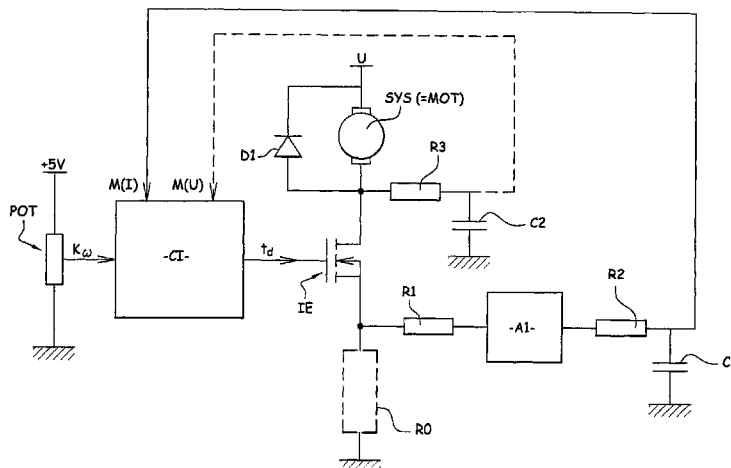 U
SYS (=MOT)
D1
R3
+5V
M(I)
M(U)
C2
POT
Kω
-CI-
td
IE
R1
-A1-
R2
C
R0